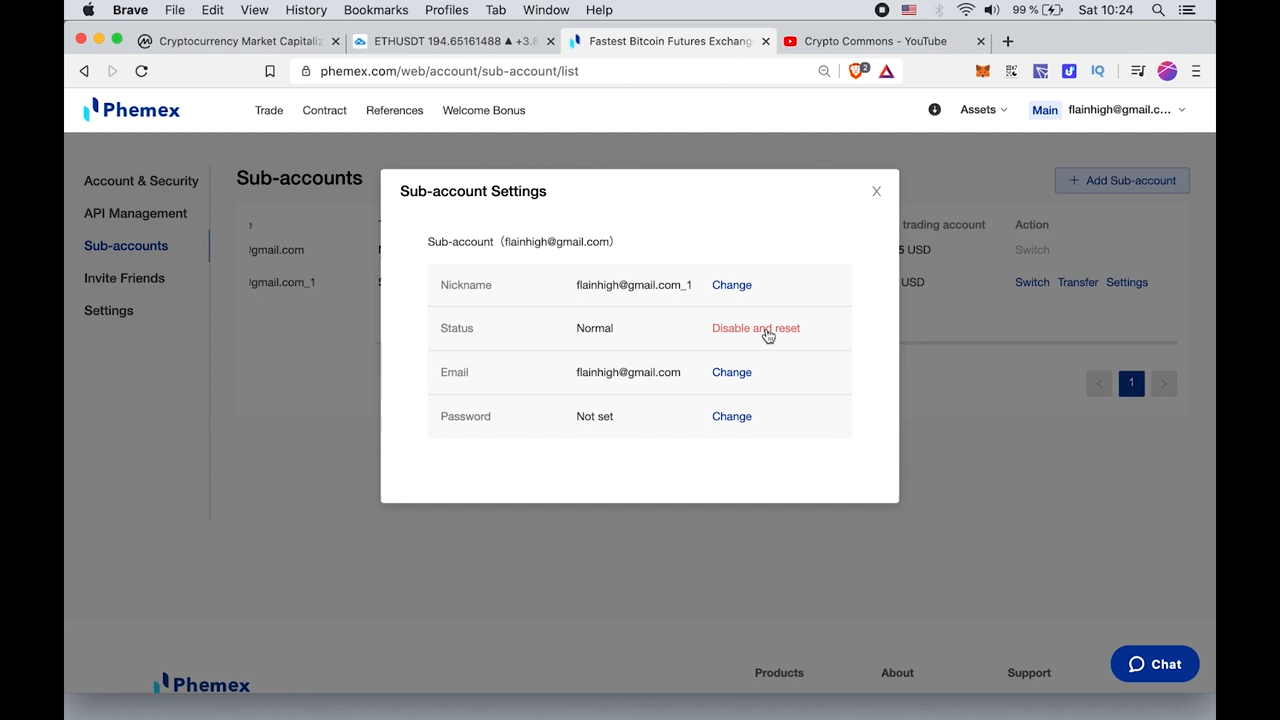 Brave File Edit View History Bookmarks Profiles Tab Window Help 99 % Sat 10:24
Cryptocurrency Market Capitaliz ETHUSDT 194.65161488 ▲ +3.8 Fastest Bitcoin Futures Exchang Crypto Commons - YouTube
phemex.com/web/account/sub-account/list 2 IQ
Phemex Trade Contract References Welcome Bonus Assets Main flainhigh@gmail.c...
Account & Security
API Management
Sub-accounts
Invite Friends
Settings
Sub-accounts + Add Sub-account
trading account Action
gmail.com 5 USD Switch
gmail.com_1 USD Switch Transfer Settings
< 1 >
Sub-account Settings X
Sub-account（flainhigh@gmail.com）
Nickname flainhigh@gmail.com_1 Change
Status Normal Disable and reset
Email flainhigh@gmail.com Change
Password Not set Change
Chat
Phemex Products About Support